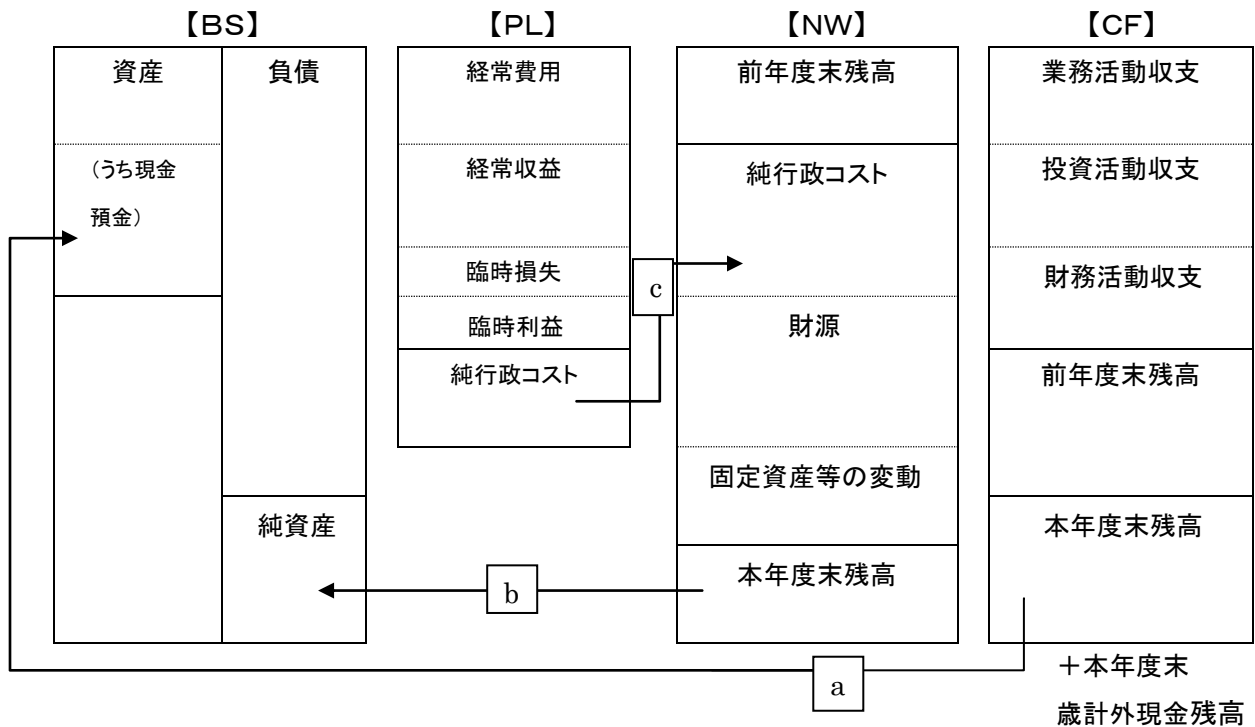 【BS】
資産
負債
（うち現金
預金）
純資産
【PL】
経常費用
経常収益
臨時損失
臨時利益
純行政コスト
c
【NW】
前年度末残高
純行政コスト
財源
固定資産等の変動
本年度末残高
b
【CF】
業務活動収支
投資活動収支
財務活動収支
前年度末残高
本年度末残高
a
＋本年度末
歳計外現金残高